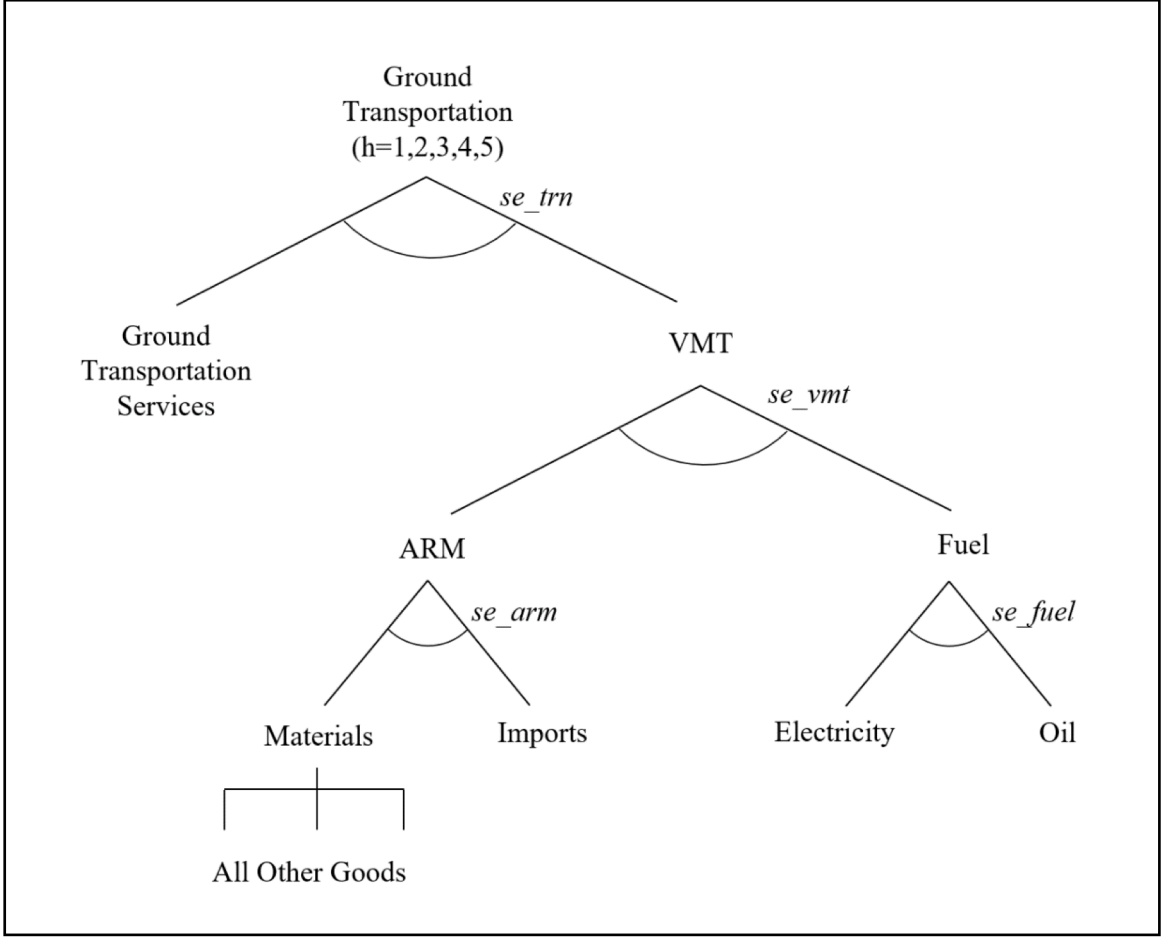 Ground
Transportation
(h=1,2,3,4,5)
se_trn
Ground
Transportation
Services
VMT
se_vmt
ARM
Fuel
se_arm
se_fuel
Materials
Imports
Electricity
Oil
All Other Goods